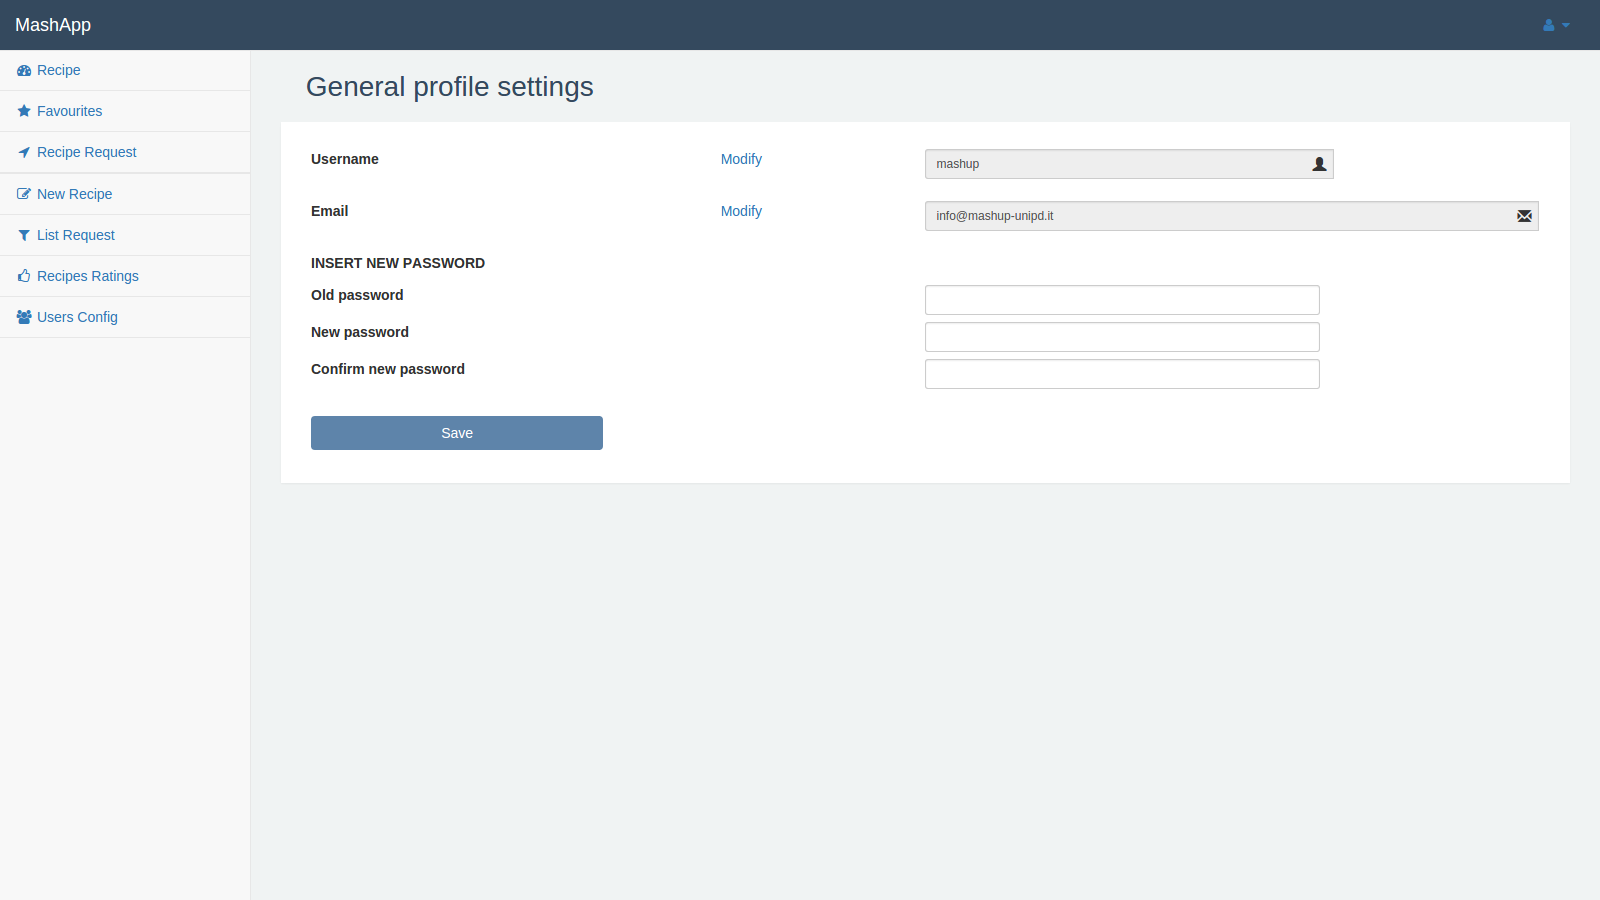 MashApp
Recipe
Favourites
Recipe Request
New Recipe
List Request
Recipes Ratings
Users Config
General profile settings
Username Modify mashup
Email Modify info@mashup-unipd.it
INSERT NEW PASSWORD
Old password
New password
Confirm new password
Save